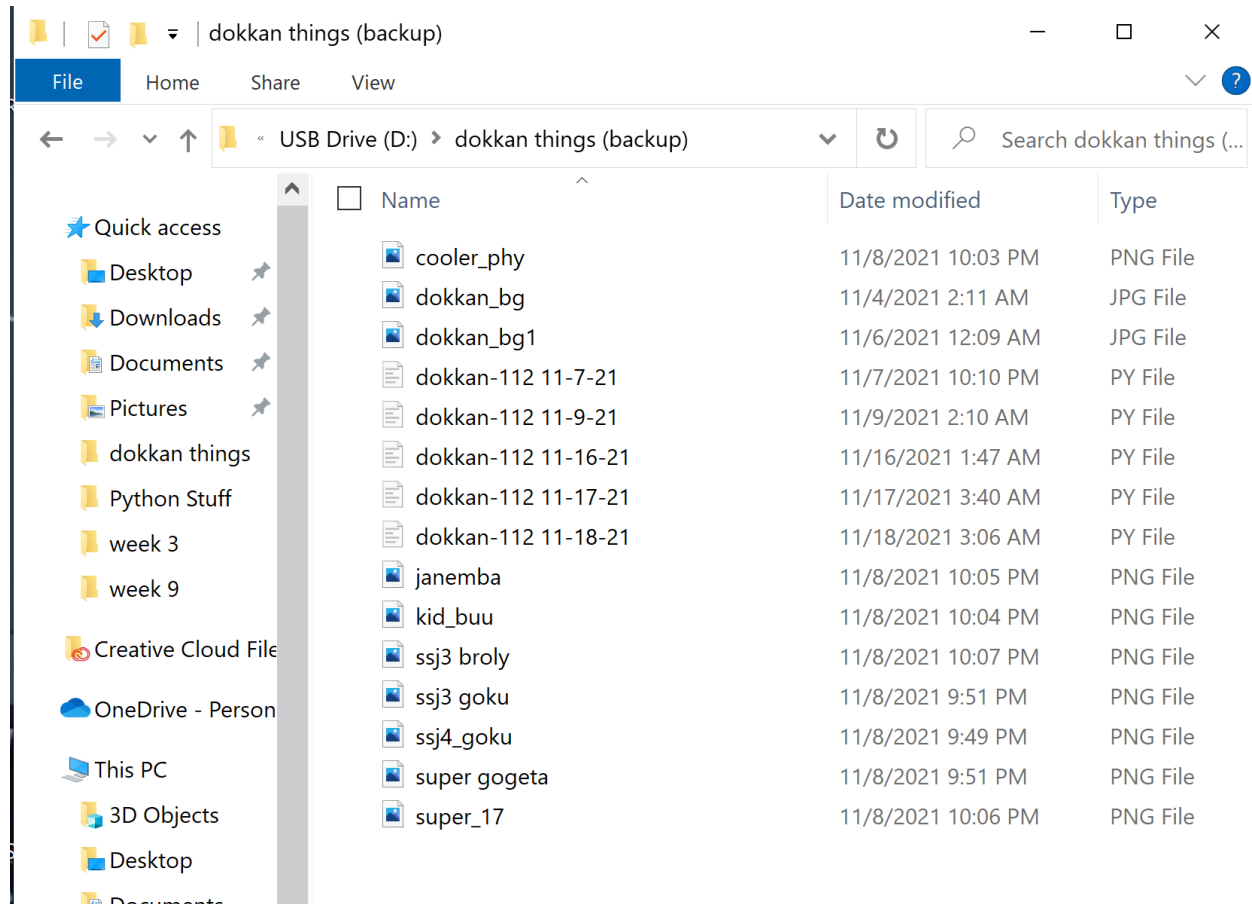 dokkan things (backup)
File Home Share View
?
« USB Drive (D:) dokkan things (backup)
Search dokkan things (...
Name Date modified Type
Quick access
Desktop
Downloads
Documents
Pictures
dokkan things
Python Stuff
week 3
week 9
Creative Cloud File
OneDrive - Person
This PC
3D Objects
Desktop
Documents
cooler_phy 11/8/2021 10:03 PM PNG File
dokkan_bg 11/4/2021 2:11 AM JPG File
dokkan_bg1 11/6/2021 12:09 AM JPG File
dokkan-112 11-7-21 11/7/2021 10:10 PM PY File
dokkan-112 11-9-21 11/9/2021 2:10 AM PY File
dokkan-112 11-16-21 11/16/2021 1:47 AM PY File
dokkan-112 11-17-21 11/17/2021 3:40 AM PY File
dokkan-112 11-18-21 11/18/2021 3:06 AM PY File
janemba 11/8/2021 10:05 PM PNG File
kid_buu 11/8/2021 10:04 PM PNG File
ssj3 broly 11/8/2021 10:07 PM PNG File
ssj3 goku 11/8/2021 9:51 PM PNG File
ssj4_goku 11/8/2021 9:49 PM PNG File
super gogeta 11/8/2021 9:51 PM PNG File
super_17 11/8/2021 10:06 PM PNG File